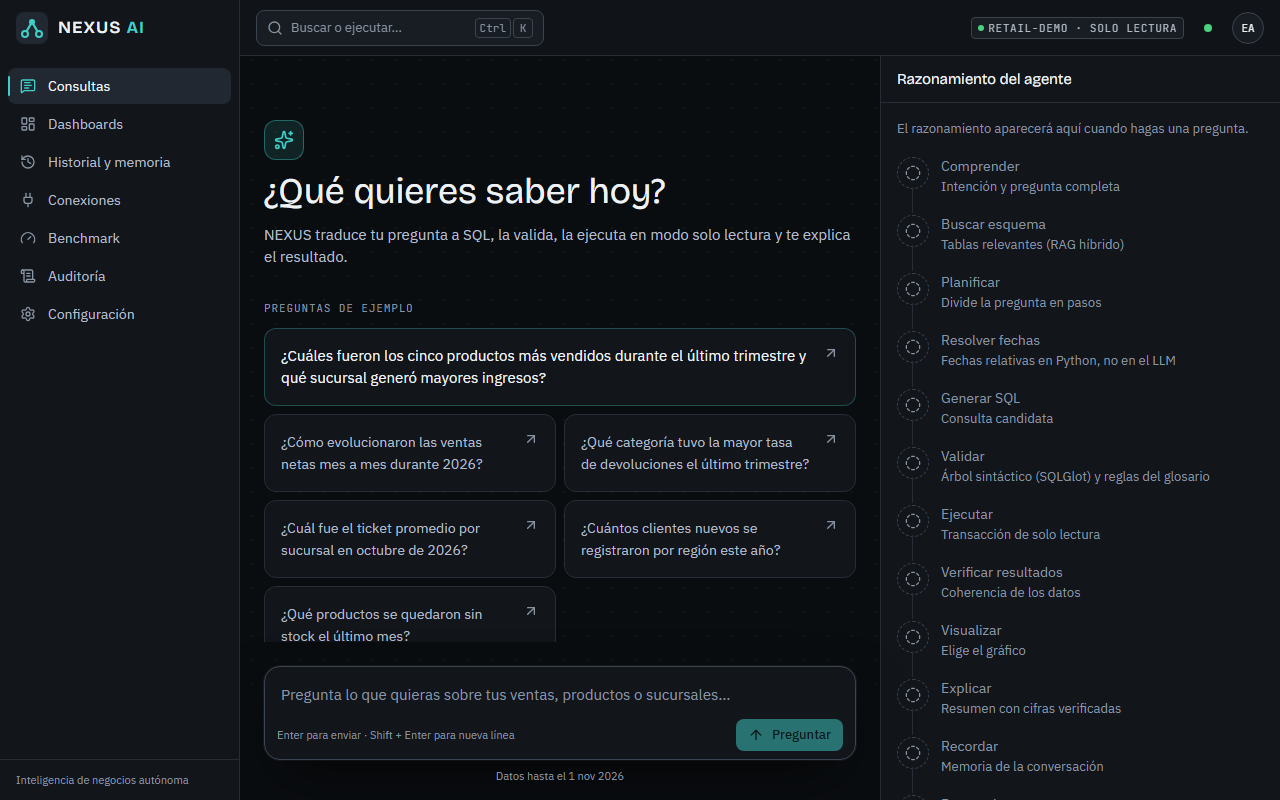 NEXUS AI
Buscar o ejecutar...
Ctrl K
RETAIL-DEMO · SOLO LECTURA
EA
Consultas
Dashboards
Historial y memoria
Conexiones
Benchmark
Auditoría
Configuración
Inteligencia de negocios autónoma
¿Qué quieres saber hoy?
NEXUS traduce tu pregunta a SQL, la valida, la ejecuta en modo solo lectura y te explica
el resultado.
PREGUNTAS DE EJEMPLO
¿Cuáles fueron los cinco productos más vendidos durante el último trimestre y
qué sucursal generó mayores ingresos?
¿Cómo evolucionaron las ventas
netas mes a mes durante 2026?
¿Qué categoría tuvo la mayor tasa
de devoluciones el último trimestre?
¿Cuál fue el ticket promedio por
sucursal en octubre de 2026?
¿Cuántos clientes nuevos se
registraron por región este año?
¿Qué productos se quedaron sin
stock el último mes?
Pregunta lo que quieras sobre tus ventas, productos o sucursales...
Enter para enviar · Shift + Enter para nueva línea
Preguntar
Datos hasta el 1 nov 2026
Razonamiento del agente
El razonamiento aparecerá aquí cuando hagas una pregunta.
Comprender
Intención y pregunta completa
Buscar esquema
Tablas relevantes (RAG híbrido)
Planificar
Divide la pregunta en pasos
Resolver fechas
Fechas relativas en Python, no en el LLM
Generar SQL
Consulta candidata
Validar
Árbol sintáctico (SQLGlot) y reglas del glosario
Ejecutar
Transacción de solo lectura
Verificar resultados
Coherencia de los datos
Visualizar
Elige el gráfico
Explicar
Resumen con cifras verificadas
Recordar
Memoria de la conversación